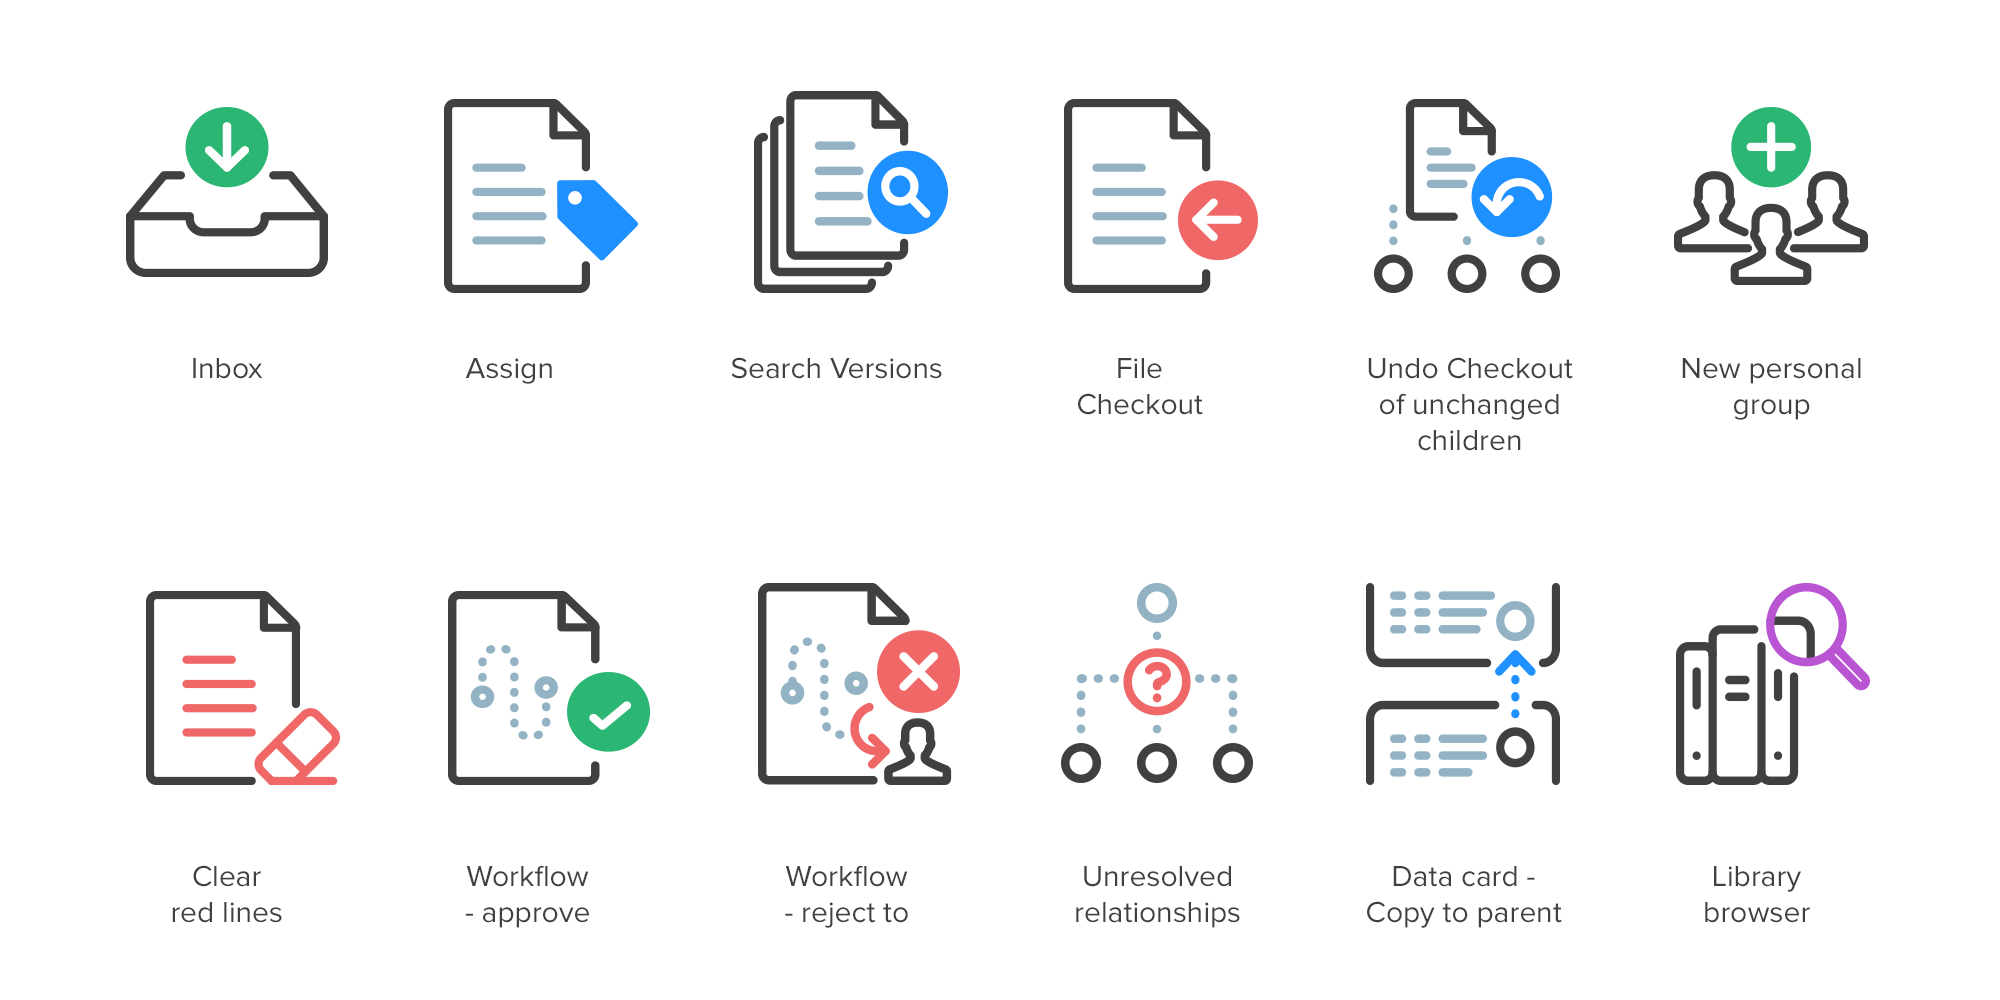 Inbox
Assign
Search Versions
File
Checkout
Undo Checkout
of unchanged
children
New personal
group
Clear
red lines
Workflow
- approve
Workflow
- reject to
Unresolved
relationships
Data card -
Copy to parent
Library
browser